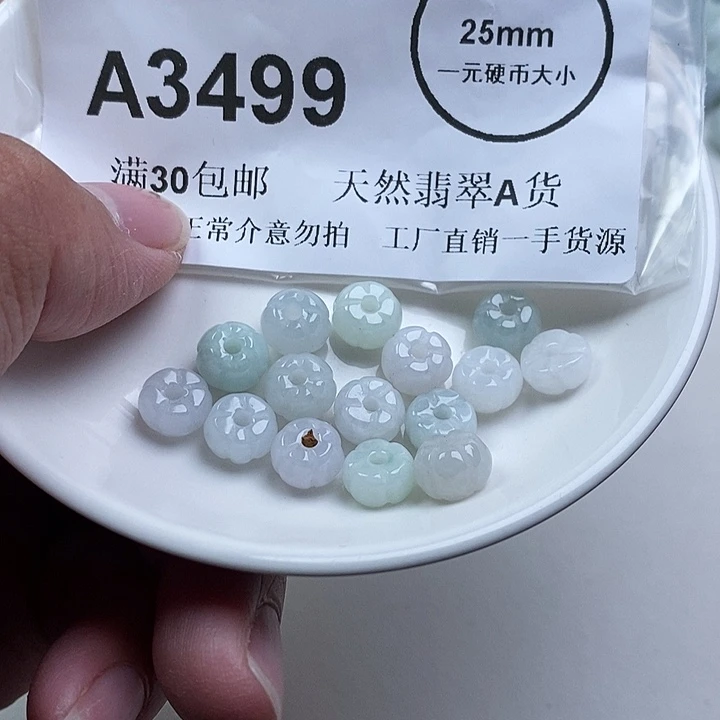 25mm
一元硬币大小
A3499
满30包邮 天然翡翠A货
正常介意勿拍 工厂直销一手货源